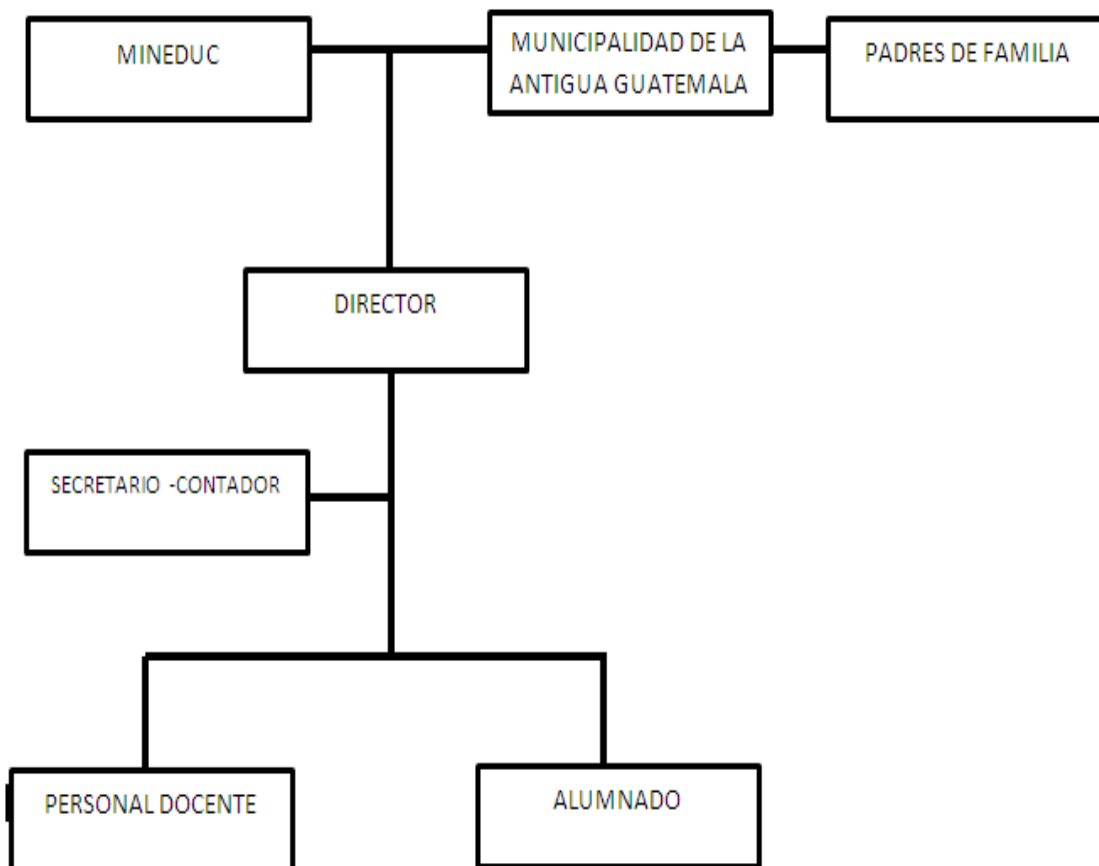 MINEDUC
MUNICIPALIDAD DE LA
ANTIGUA GUATEMALA
PADRES DE FAMILIA
DIRECTOR
SECRETARIO -CONTADOR
PERSONAL DOCENTE
ALUMNADO